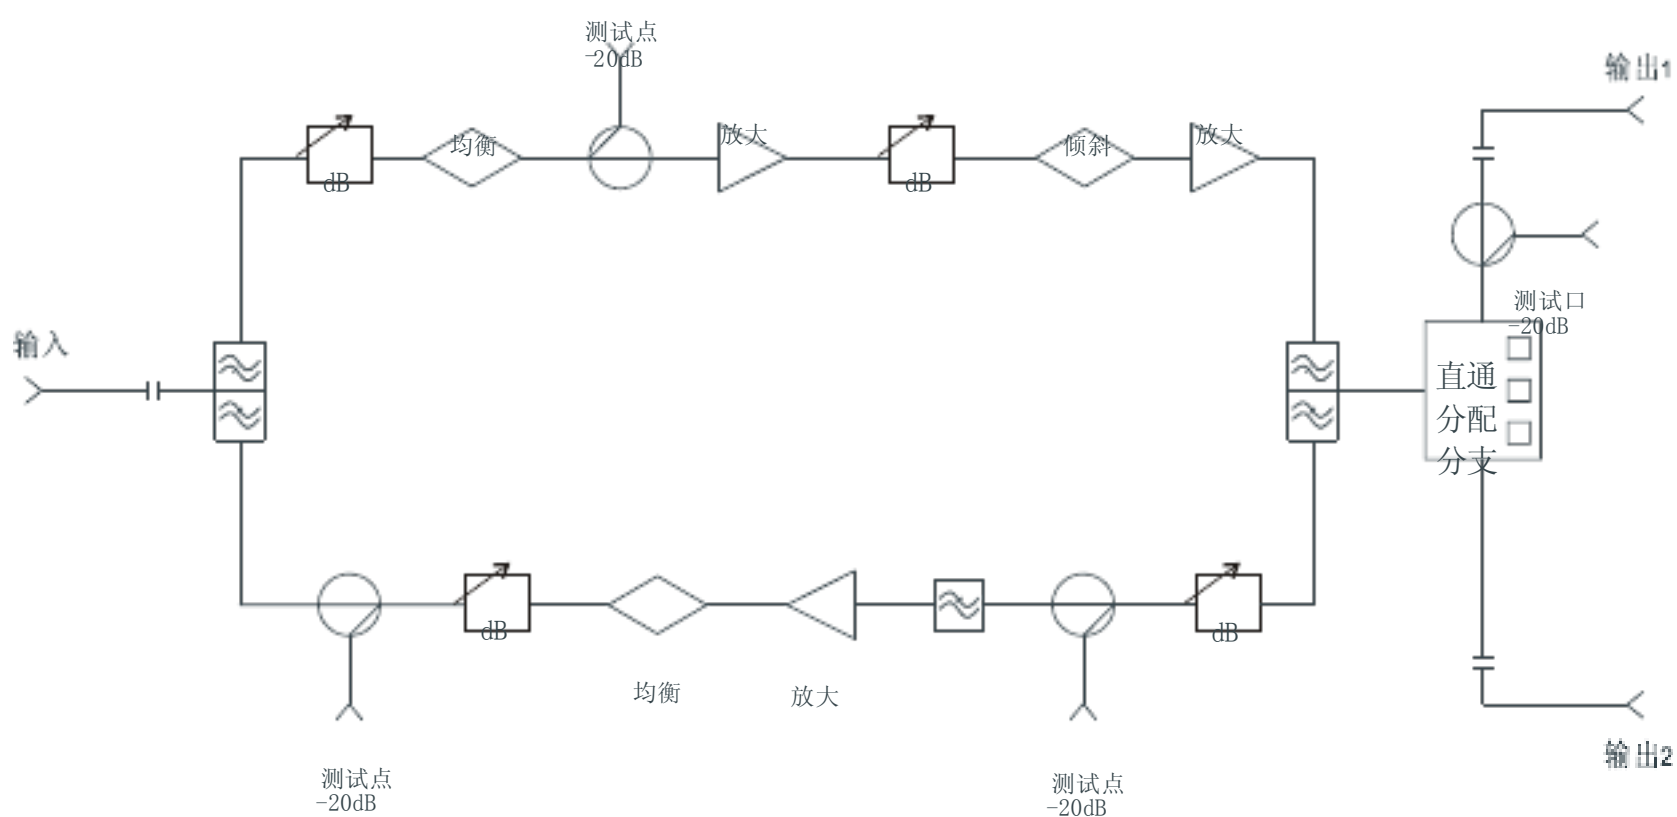 测试点
-20dB
输出1
均衡
放大
倾斜
放大
dB
dB
测试口
-20dB
输入
直通
分配
分支
dB
dB
均衡
放大
输出2
测试点
-20dB
测试点
-20dB